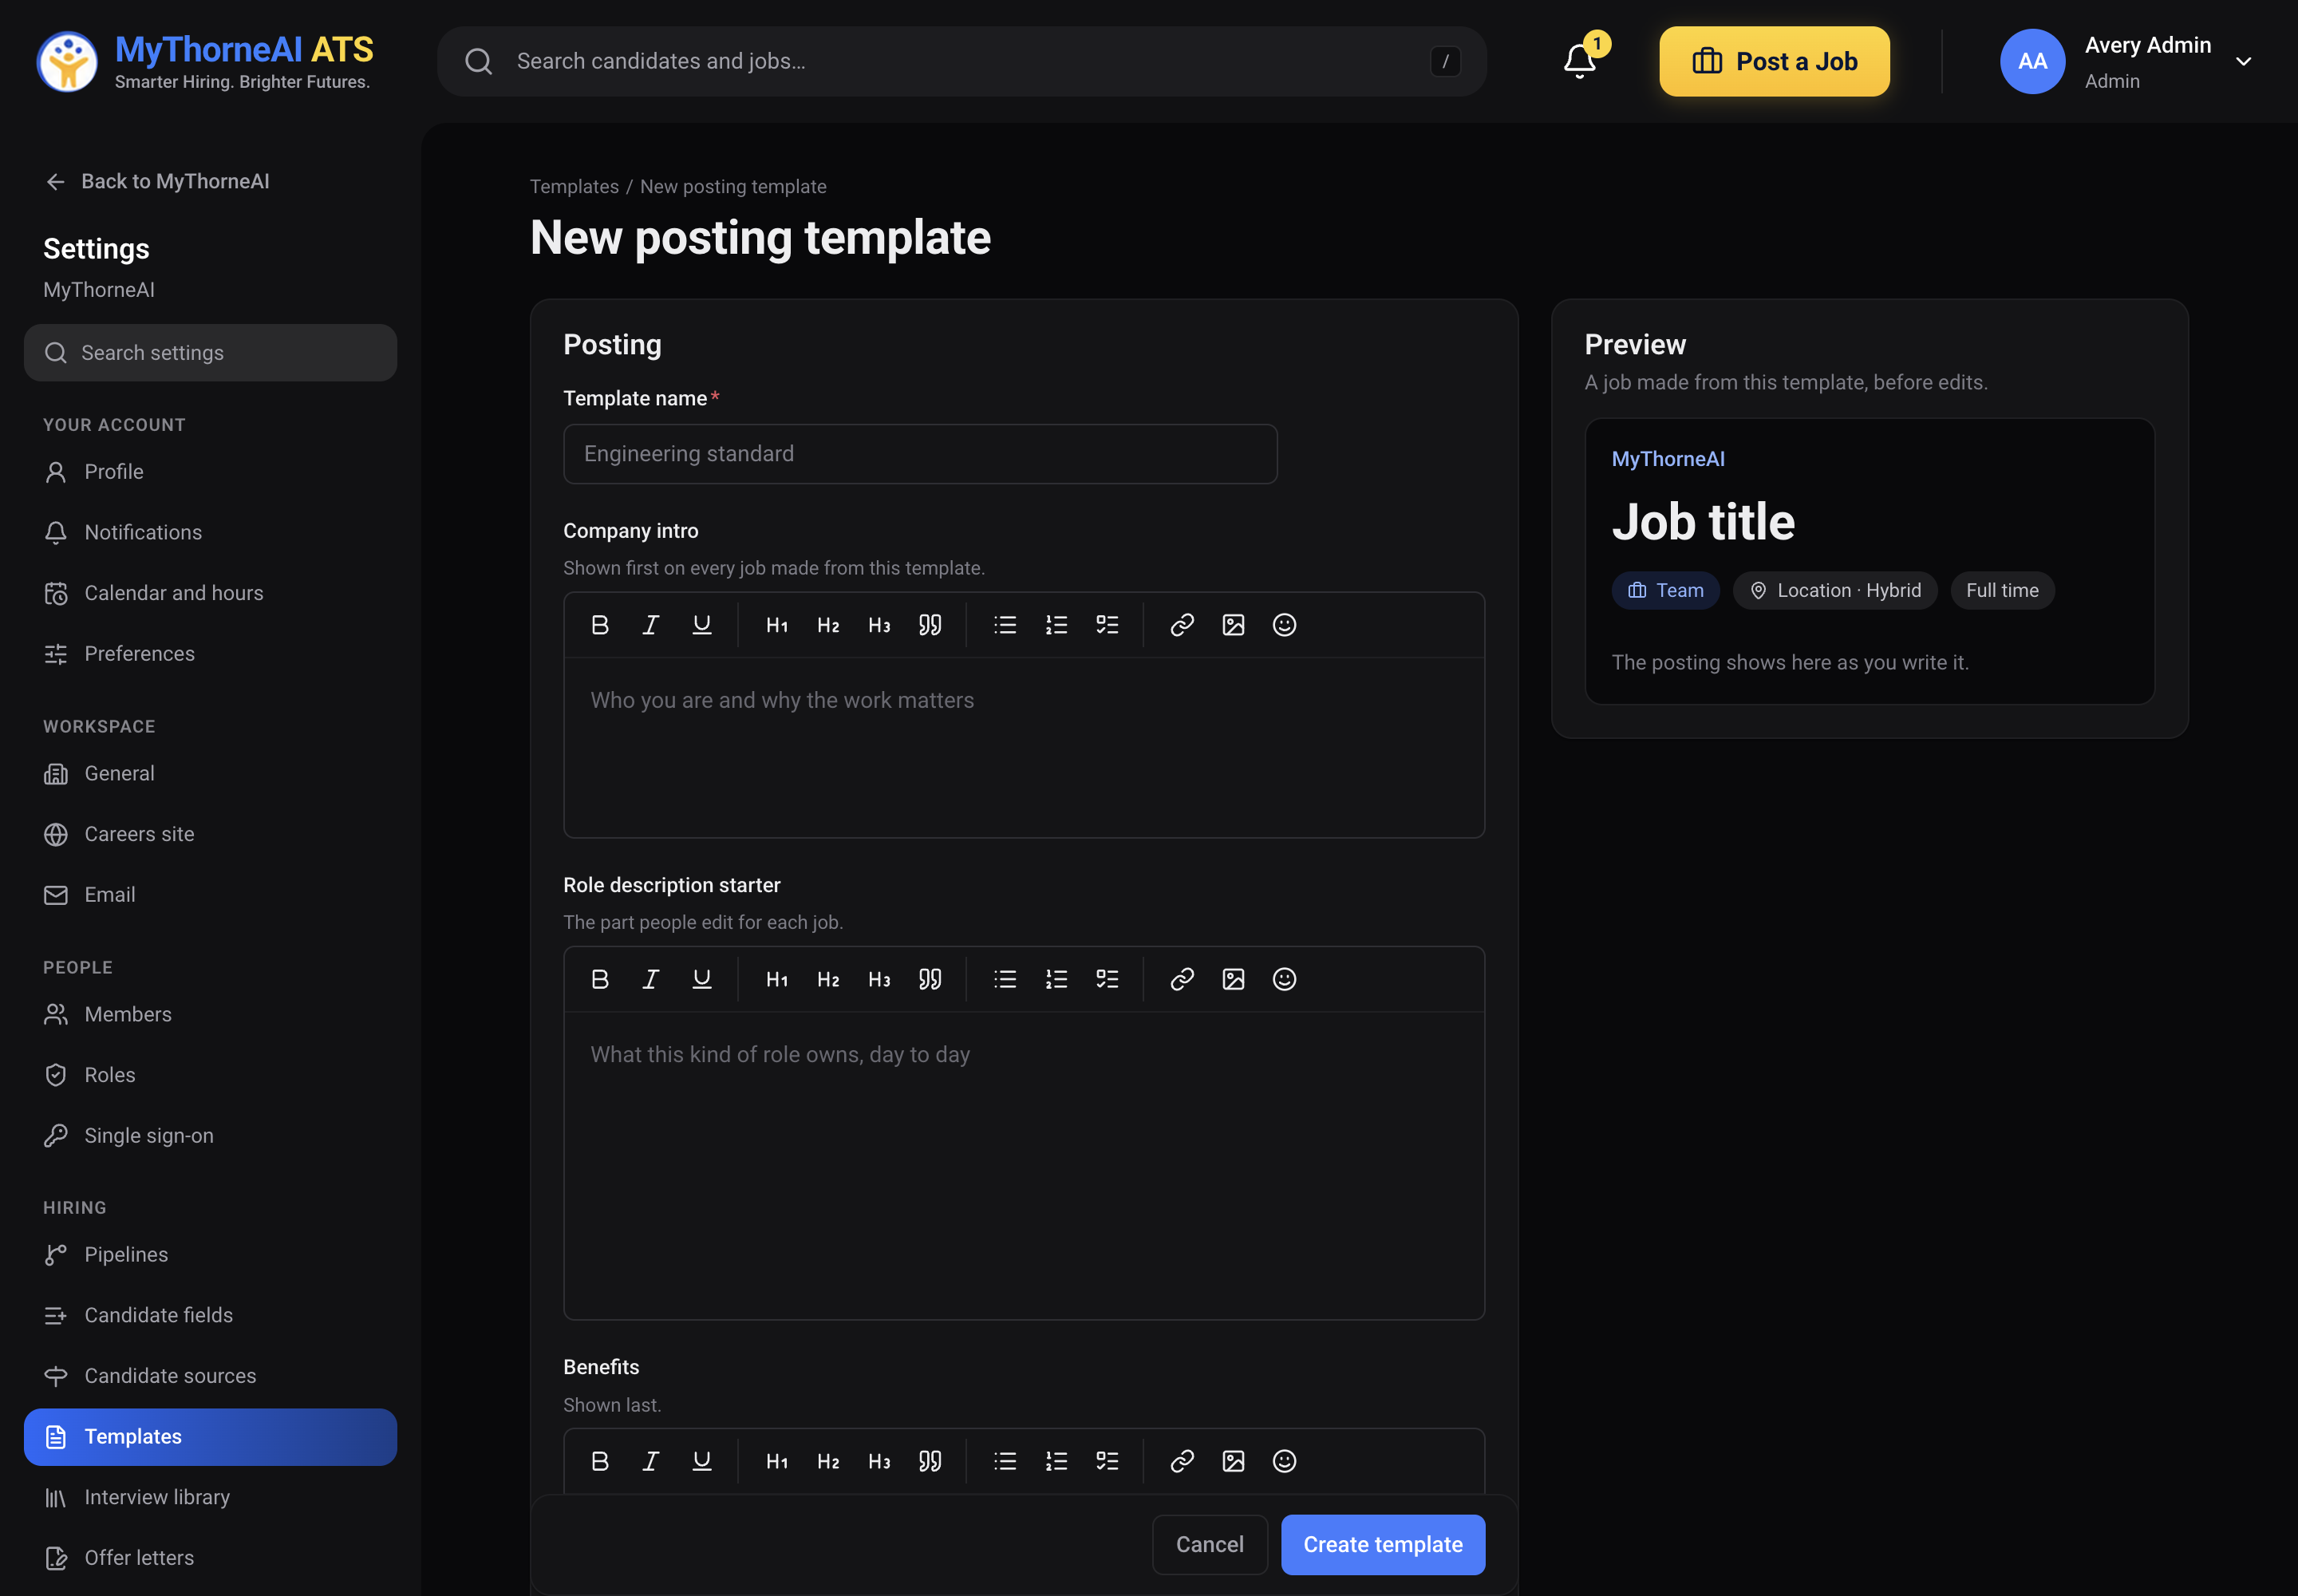 MyThorneAI ATS
Smarter Hiring. Brighter Futures.
Search candidates and jobs...
/
1
Post a Job
AA
Avery Admin
Admin
Back to MyThorneAI
Settings
MyThorneAI
Search settings
YOUR ACCOUNT
Profile
Notifications
Calendar and hours
Preferences
WORKSPACE
General
Careers site
Email
PEOPLE
Members
Roles
Single sign-on
HIRING
Pipelines
Candidate fields
Candidate sources
Templates
Interview library
Offer letters
Templates / New posting template
New posting template
Posting
Template name*
Engineering standard
Company intro
Shown first on every job made from this template.
B I U H1 H2 H3
Who you are and why the work matters
Role description starter
The part people edit for each job.
B I U H1 H2 H3
What this kind of role owns, day to day
Benefits
Shown last.
B I U H1 H2 H3
Cancel
Create template
Preview
A job made from this template, before edits.
MyThorneAI
Job title
Team
Location · Hybrid
Full time
The posting shows here as you write it.